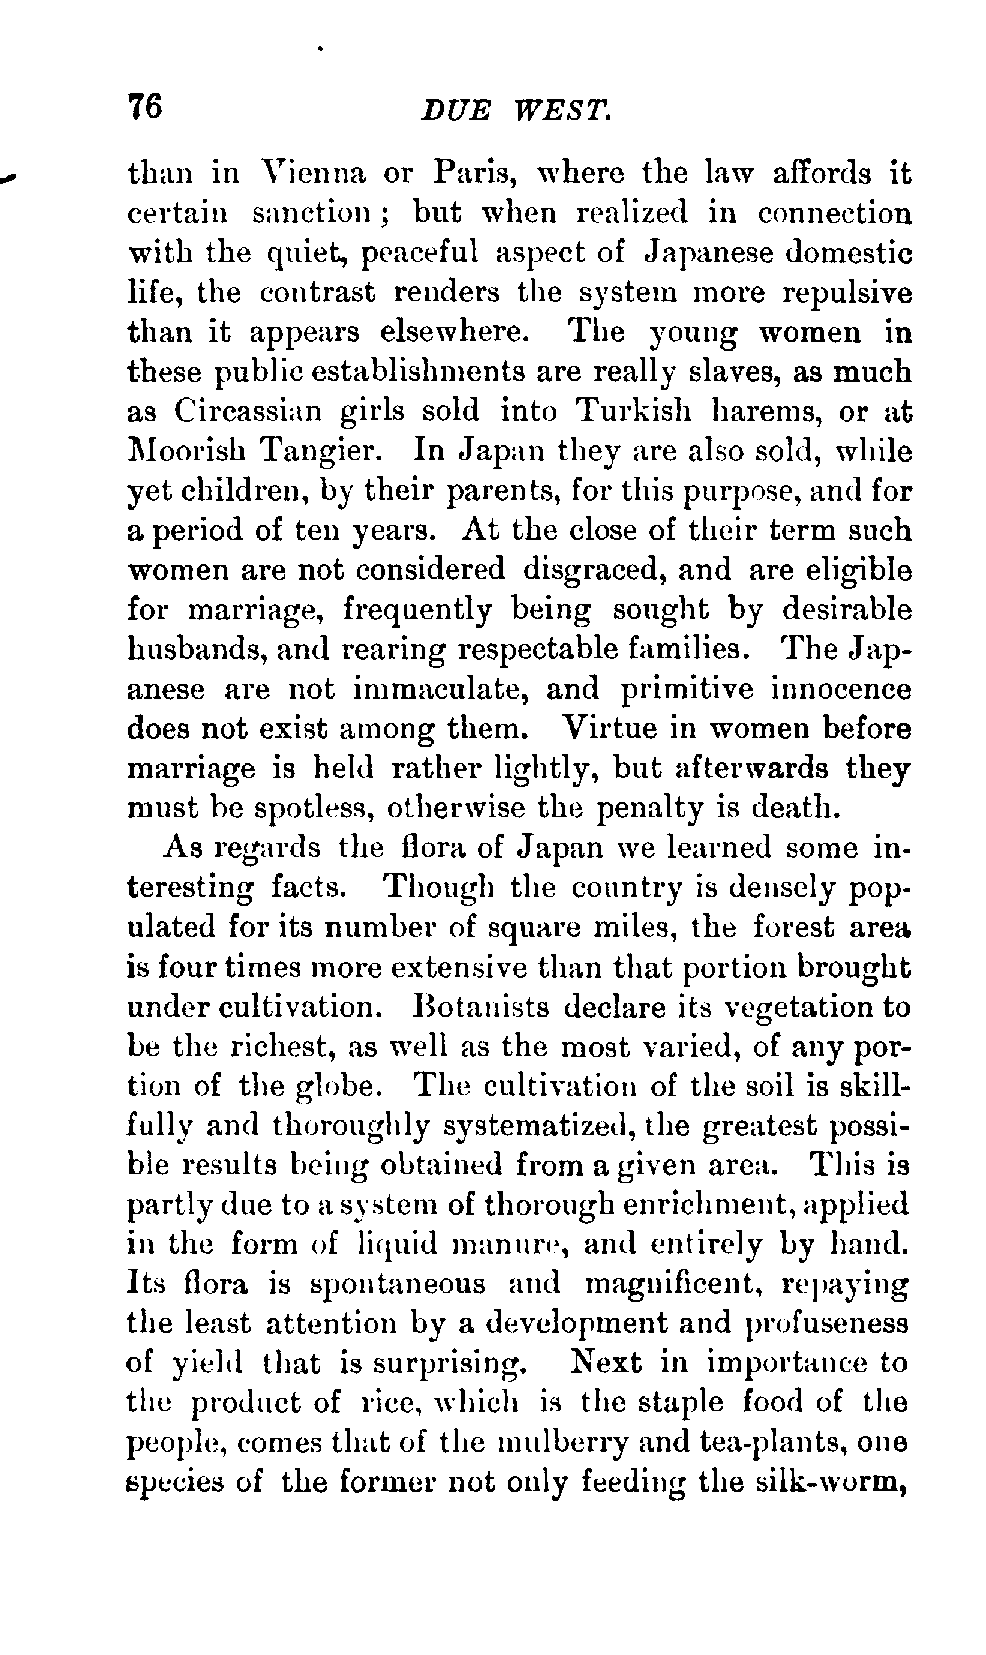 76 DUE WEST.
than in Vienna or Paris, where the law affords it
certain sanction; but when realized in connection
with the quiet, peaceful aspect of Japanese domestic
life, the contrast renders the system more repulsive
than it appears elsewhere. The young women in
these public establishments are really slaves, as much
as Circassian girls sold into Turkish harems, or at
Moorish Tangier. In Japan they are also sold, while
yet children, by their parents, for this purpose, and for
a period of ten years. At the close of their term such
women are not considered disgraced, and are eligible
for marriage, frequently being sought by desirable
husbands, and rearing respectable families. The Jap-
anese are not immaculate, and primitive innocence
does not exist among them. Virtue in women before
marriage is held rather lightly, but afterwards they
must be spotless, otherwise the penalty is death.
As regards the flora of Japan we learned some in-
teresting facts. Though the country is densely pop-
ulated for its number of square miles, the forest area
is four times more extensive than that portion brought
under cultivation. Botanists declare its vegetation to
be the richest, as well as the most varied, of any por-
tion of the globe. The cultivation of the soil is skill-
fully and thoroughly systematized, the greatest possi-
ble results being obtained from a given area. This is
partly due to a system of thorough enrichment, applied
in the form of liquid manure, and entirely by hand.
Its flora is spontaneous and magnificent, repaying
the least attention by a development and profuseness
of yield that is surprising. Next in importance to
the product of rice, which is the staple food of the
people, comes that of the mulberry and tea-plants, one
species of the former not only feeding the silk-worm,